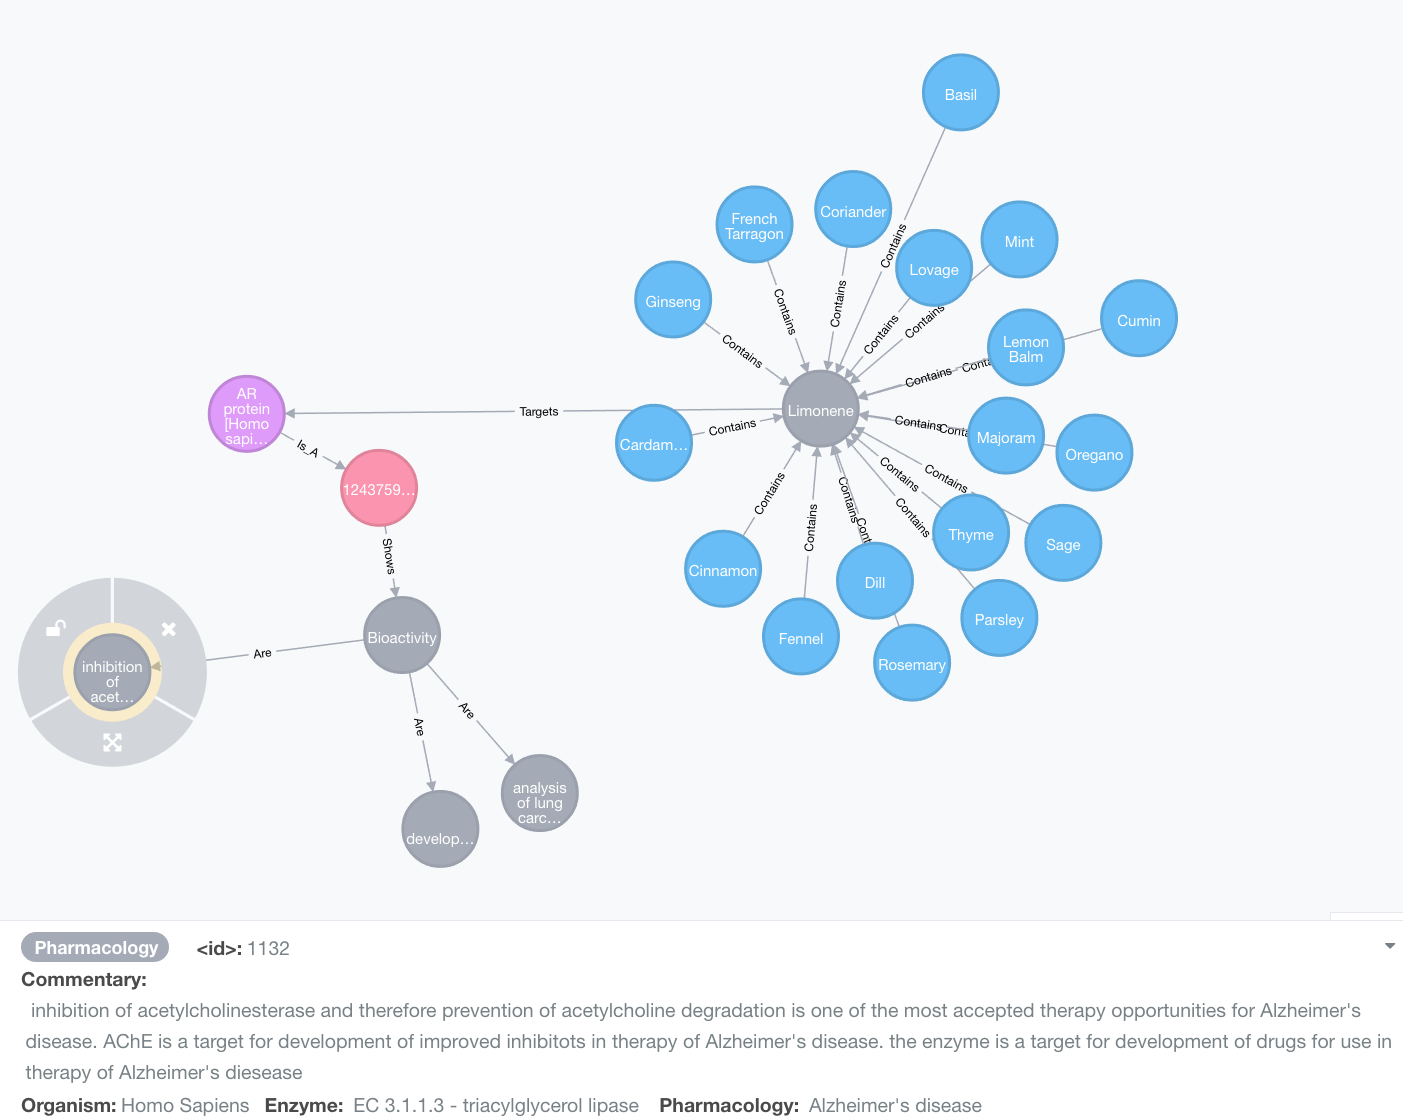 Basil
French
Tarragon
Coriander
Contains
Lovage
Mint
Ginseng
Contains
Contains
Contains
Contains
Contains
Lemon
Balm
Cumin
AR
protein
[Homo
sapi...
Targets
Limonene
Contains
Conta
Cardam...
Contains
Contains
Conta
Majoram
Oregano
Is_A
1243759...
Contains
Contains
Contains
Contains
Contains
Contains
Cont
Thyme
Sage
Shows
Cinnamon
Dill
Parsley
Bioactivity
Fennel
Rosemary
Are
inhibition
of
acet...
Are
Are
analysis
of lung
carc...
develop...
Pharmacology <id>: 1132
Commentary:
inhibition of acetylcholinesterase and therefore prevention of acetylcholine degradation is one of the most accepted therapy opportunities for Alzheimer's
disease. AChE is a target for development of improved inhibitots in therapy of Alzheimer's disease. the enzyme is a target for development of drugs for use in
therapy of Alzheimer's diesease
Organism: Homo Sapiens Enzyme: EC 3.1.1.3 - triacylglycerol lipase Pharmacology: Alzheimer's disease